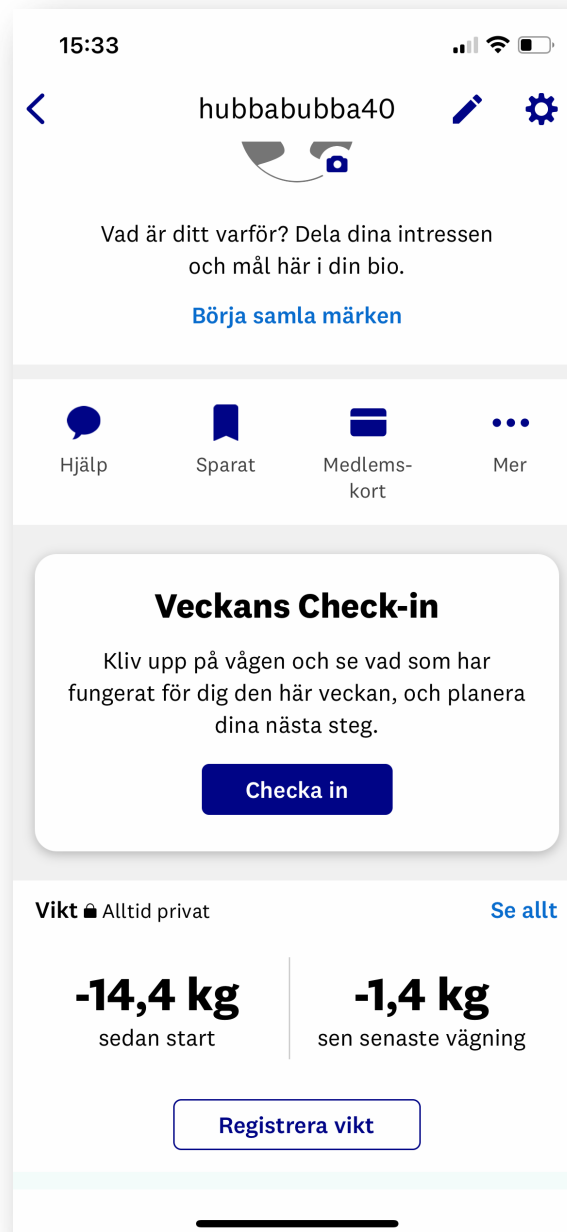 15:33
hubbabubba40
Vad är ditt varför? Dela dina intressen
och mål här i din bio.
Börja samla märken
Hjälp
Sparat
Medlems-
kort
Mer
Veckans Check-in
Kliv upp på vågen och se vad som har
fungerat för dig den här veckan, och planera
dina nästa steg.
Checka in
Vikt Alltid privat
Se allt
-14,4 kg
sedan start
-1,4 kg
sen senaste vägning
Registrera vikt